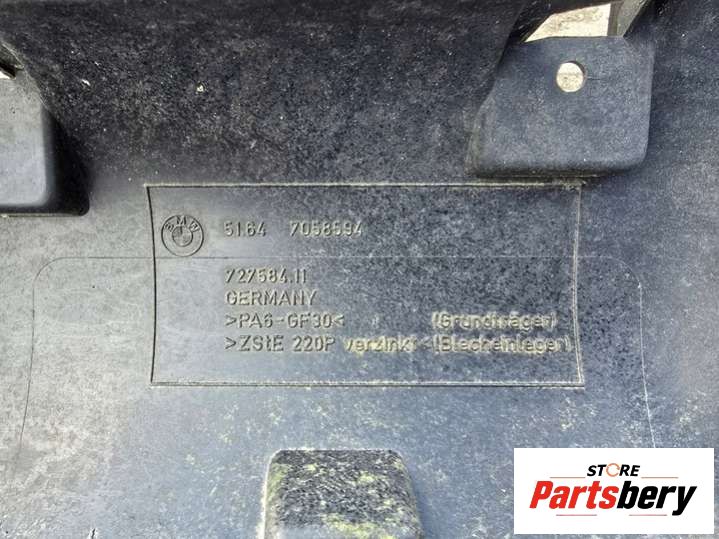 BMW
51.64 7058594
727584.11
GERMANY
>PA6-GF30< (Grundträger)
>ZStE 220P verzinkt<(Blecheinleger)
STORE
Partsbery